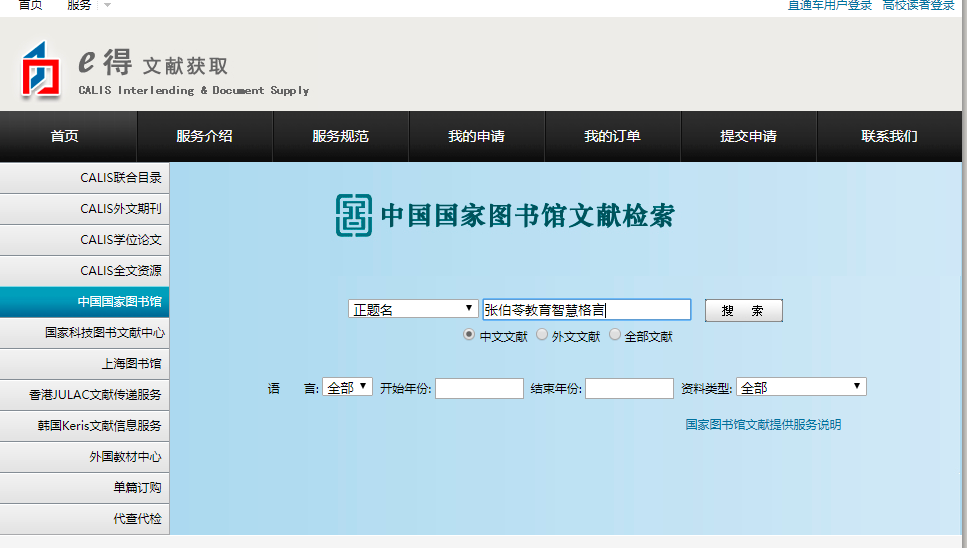 首页 服务 直通车用户登录 高校读者登录
e得 文献获取
CALIS Interlending & Document Supply
首页 服务介绍 服务规范 我的申请 我的订单 提交申请 联系我们
CALIS联合目录
CALIS外文期刊
CALIS学位论文
CALIS全文资源
中国国家图书馆
国家科技图书文献中心
上海图书馆
香港JULAC文献传递服务
韩国Keris文献信息服务
外国教材中心
单篇订购
代查代检
中国国家图书馆文献检索
正题名 张伯苓教育智慧格言 搜 索
中文文献 外文文献 全部文献
语 言: 全部 开始年份: 结束年份: 资料类型: 全部
国家图书馆文献提供服务说明